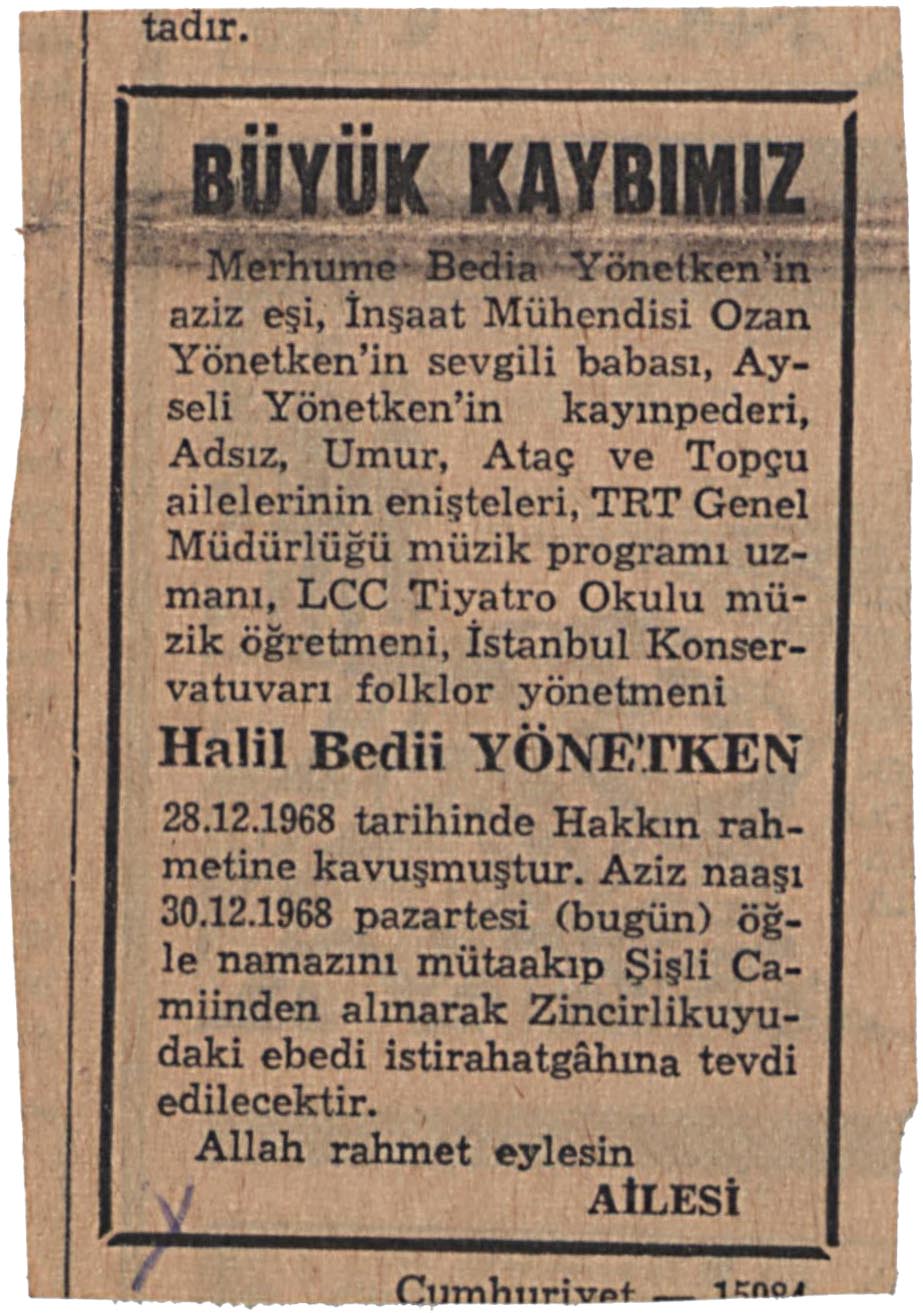 tadır.
BÜYÜK KAYBIMIZ
Merhume Bedia Yönetken'in
aziz eşi, İnşaat Mühendisi Ozan
Yönetken'in sevgili babası, Ay-
seli Yönetken'in kayınpederi,
Adsız, Umur, Ataç ve Topçu
ailelerinin enişteleri, TRT Genel
Müdürlüğü müzik programı uz-
manı, LCC Tiyatro Okulu mü-
zik öğretmeni, İstanbul Konser-
vatuvarı folklor yönetmeni
Halil Bedii YÖNETKEN
28.12.1968 tarihinde Hakkın rah-
metine kavuşmuştur. Aziz naaşı
30.12.1968 pazartesi (bugün) öğ-
le namazını mütaakıp Şişli Ca-
miinden alınarak Zincirlikuyu-
daki ebedi istirahatgâhına tevdi
edilecektir.
Allah rahmet eylesin
AİLESİ
Cumhuriyet — 15084